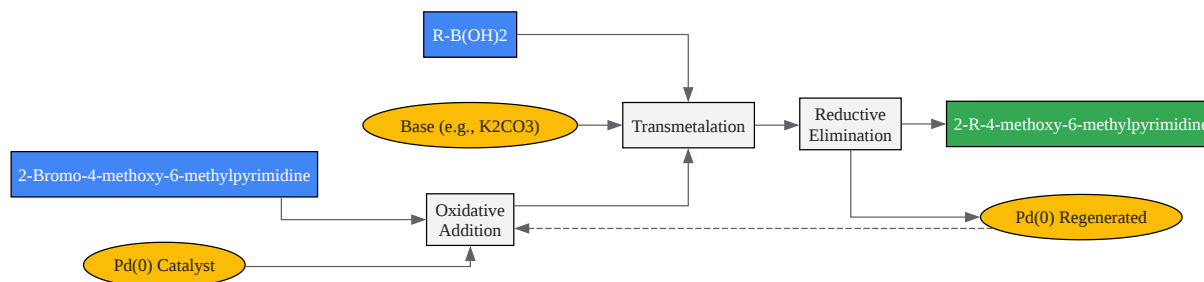 R-B(OH)2
Base (e.g., K2CO3)
Transmetalation
Reductive
Elimination
2-R-4-methoxy-6-methylpyrimidine
2-Bromo-4-methoxy-6-methylpyrimidine
Oxidative
Addition
Pd(0) Regenerated
Pd(0) Catalyst